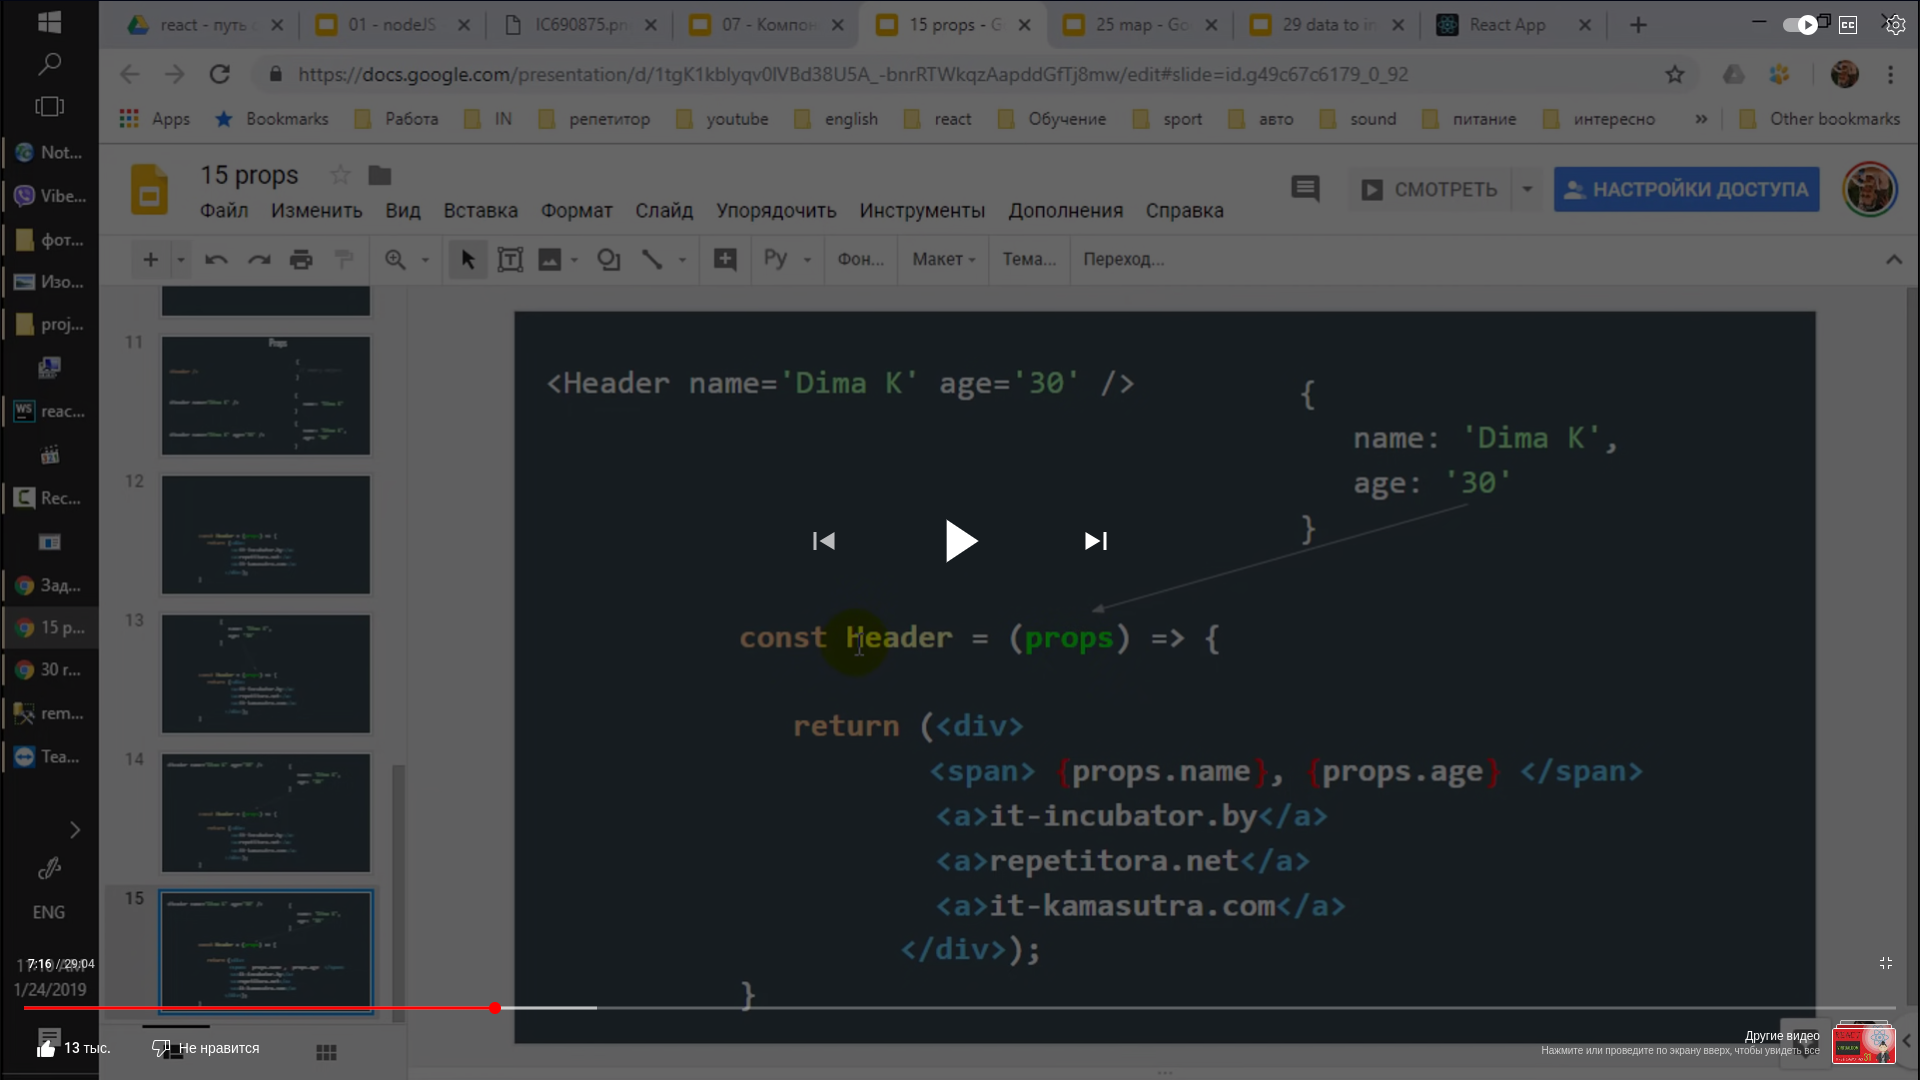 react - путь
01 - nodeJS
IC690875.pn
07 - Компон
15 props - G
25 map - Go
29 data to in
React App
https://docs.google.com/presentation/d/1tgK1kblyqv0lVBd38U5A_-bnrRTWkqzAapddGfTj8mw/edit#slide=id.g49c67c6179_0_92
Apps Bookmarks Работа IN репетитор youtube english react Обучение sport авто sound питание интересно » Other bookmarks
Not...
Vibe...
фот...
Изо...
proj...
reac...
Rec...
Зад...
15 p...
30 r...
rem...
Tea...
ENG
1/24/2019
15 props
СМОТРЕТЬ
НАСТРОЙКИ ДОСТУПА
Файл Изменить Вид Вставка Формат Слайд Упорядочить Инструменты Дополнения Справка
Ру Фон... Макет Тема... Переход...
11
Props
12
13
14
15
<Header name='Dima K' age='30' />
{
name: 'Dima K',
age: '30'
}
const Header = (props) => {
return (<div>
<span> {props.name}, {props.age} </span>
<a>it-incubator.by</a>
<a>repetitora.net</a>
<a>it-kamasutra.com</a>
</div>);
}
7:16 / 29:04
13 тыс.
Не нравится
Другие видео
Нажмите или проведите по экрану вверх, чтобы увидеть все